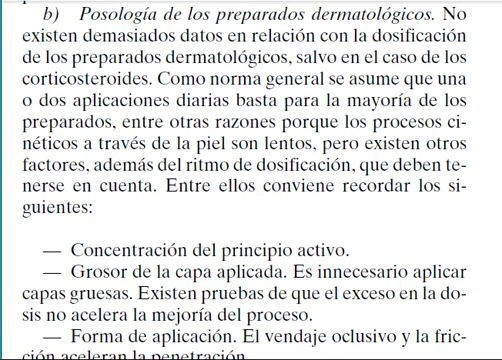 b) Posología de los preparados dermatológicos. No
existen demasiados datos en relación con la dosificación
de los preparados dermatológicos, salvo en el caso de los
corticosteroides. Como norma general se asume que una
o dos aplicaciones diarias basta para la mayoría de los
preparados, entre otras razones porque los procesos ci-
néticos a través de la piel son lentos, pero existen otros
factores, además del ritmo de dosificación, que deben te-
nerse en cuenta. Entre ellos conviene recordar los si-
guientes:
— Concentración del principio activo.
— Grosor de la capa aplicada. Es innecesario aplicar
capas gruesas. Existen pruebas de que el exceso en la do-
sis no acelera la mejoría del proceso.
— Forma de aplicación. El vendaje oclusivo y la fric-
ción aceleran la penetración